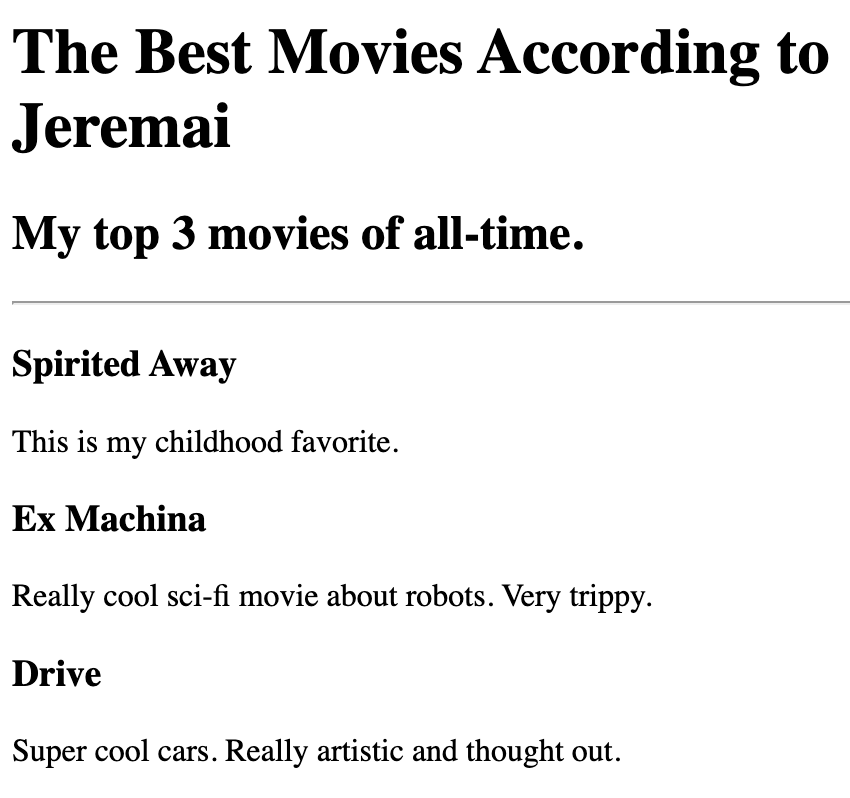 The Best Movies According to
Jeremai
My top 3 movies of all-time.
Spirited Away
This is my childhood favorite.
Ex Machina
Really cool sci-fi movie about robots. Very trippy.
Drive
Super cool cars. Really artistic and thought out.